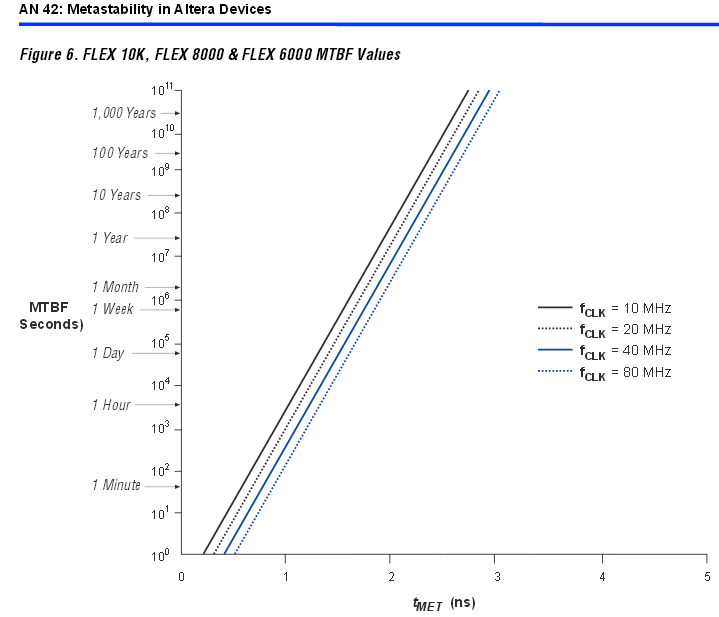 AN 42: Metastability in Altera Devices
Figure 6. FLEX 10K, FLEX 8000 & FLEX 6000 MTBF Values
10¹¹
1,000 Years
10¹⁰
100 Years
10⁹
10 Years
10⁸
1 Year
10⁷
1 Month
10⁶
1 Week
MTBF
Seconds)
10⁵
1 Day
10⁴
1 Hour
10³
10²
1 Minute
10¹
10⁰
fCLK = 10 MHz
fCLK = 20 MHz
fCLK = 40 MHz
fCLK = 80 MHz
0 1 2 3 4 5
tMET (ns)